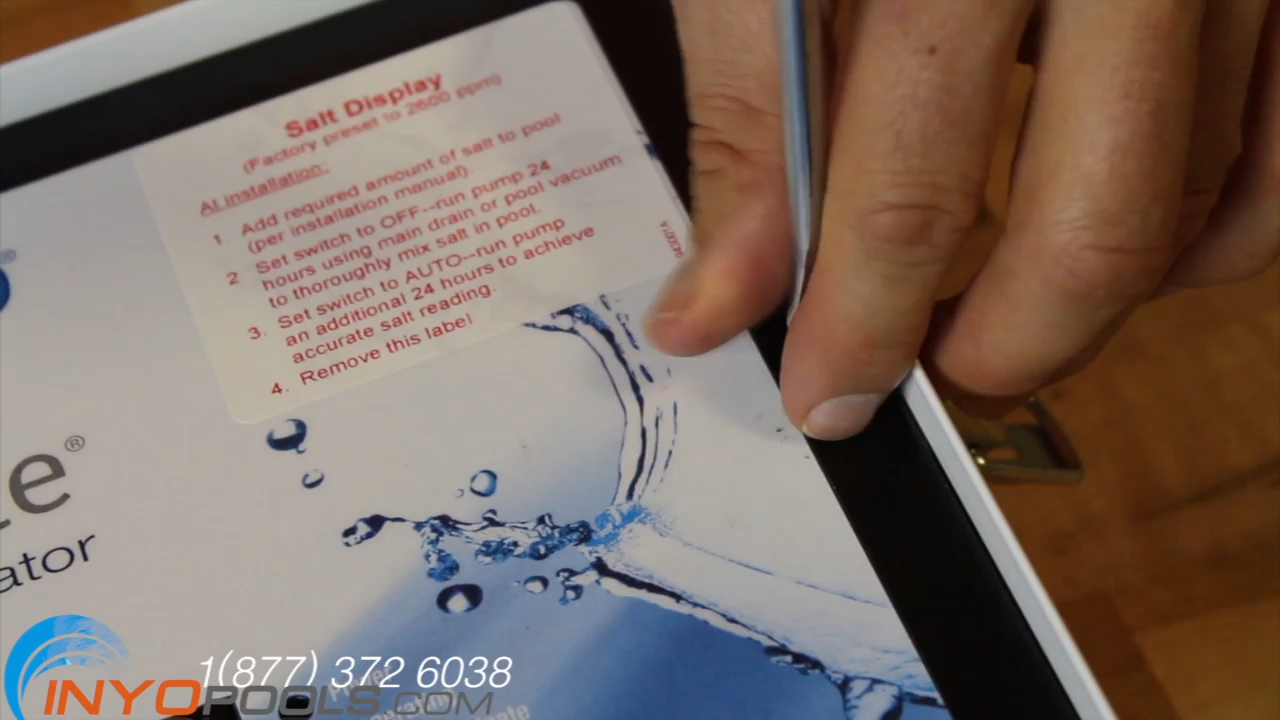 Salt Display
(Factory preset to 2600 ppm)
At installation:
1 Add required amount of salt to pool
(per installation manual).
2 Set switch to OFF--run pump 24
hours using main drain or pool vacuum
to thoroughly mix salt in pool.
3. Set switch to AUTO--run pump
an additional 24 hours to achieve
accurate salt reading.
4. Remove this label
e®
ator
1(877) 372 6038
INYOPOOLS.COM